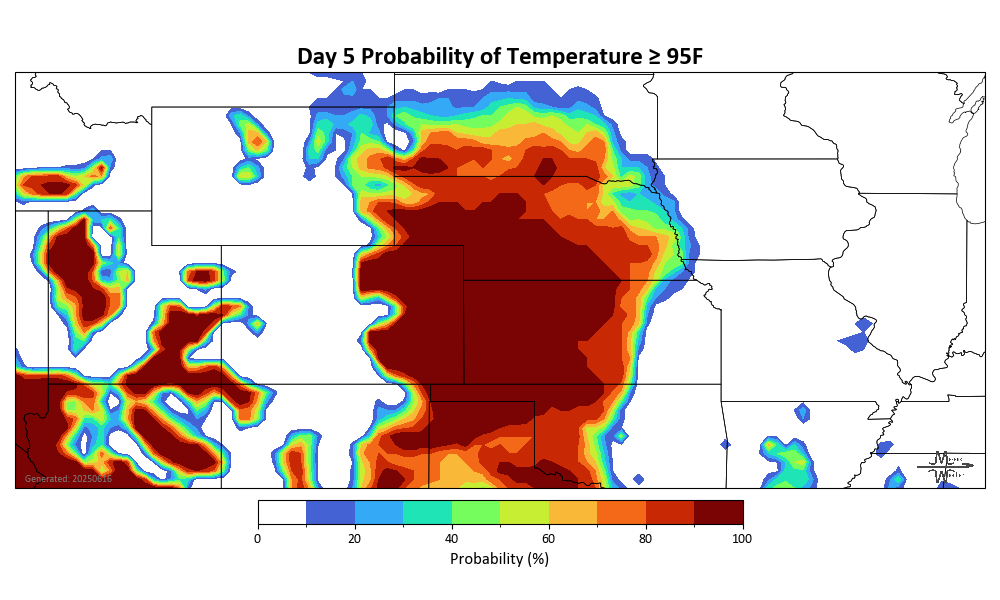 Day 5 Probability of Temperature ≥ 95F
Generated: 20250616
0 20 40 60 80 100
Probability (%)